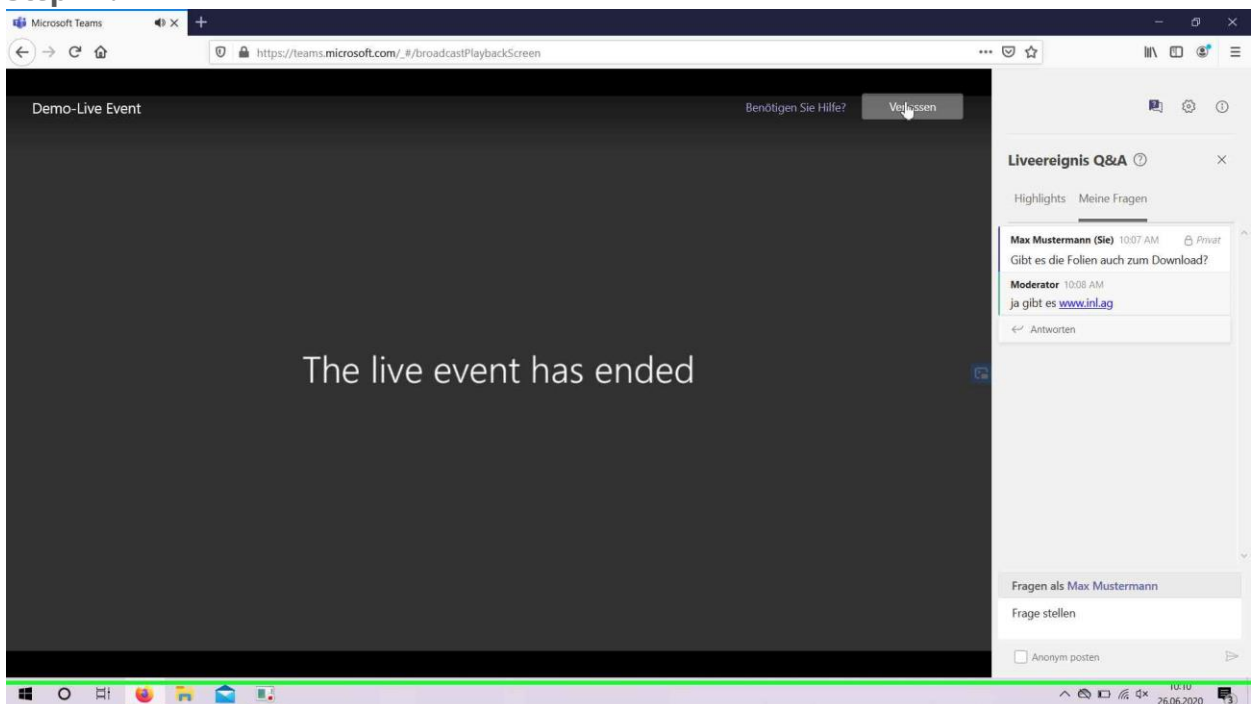 Microsoft Teams
https://teams.microsoft.com/_#/broadcastPlaybackScreen
Demo-Live Event
Benötigen Sie Hilfe?
Verlassen
The live event has ended
Liveereignis Q&A
Highlights Meine Fragen
Max Mustermann (Sie) 10:07 AM Privat
Gibt es die Folien auch zum Download?
Moderator 10:08 AM
ja gibt es www.inl.ag
Antworten
Fragen als Max Mustermann
Frage stellen
Anonym posten
10:10
26.06.2020
3